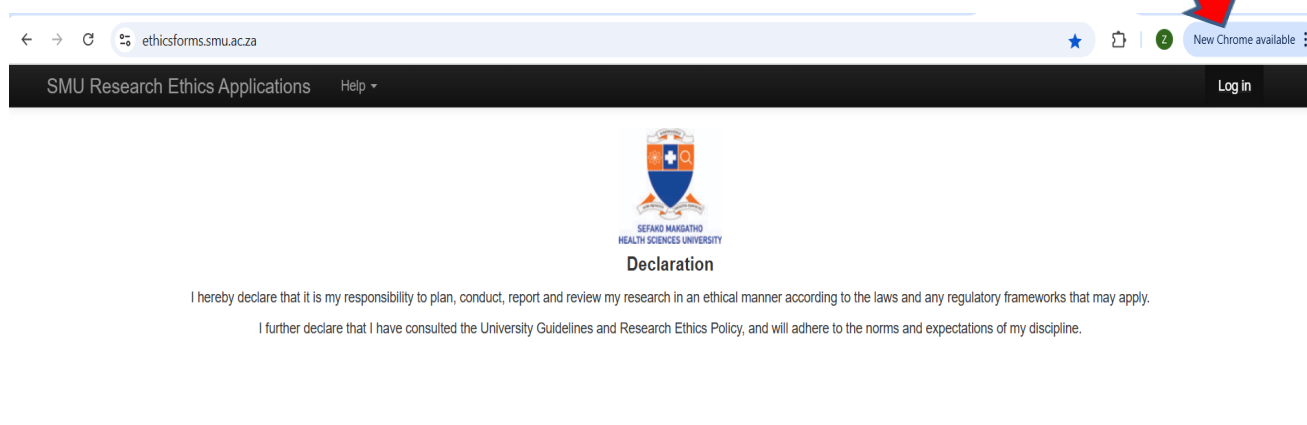 ethicsforms.smu.ac.za
Z
New Chrome available
SMU Research Ethics Applications
Help
Log in
SEFAKO MAKGATHO
HEALTH SCIENCES UNIVERSITY
Declaration
I hereby declare that it is my responsibility to plan, conduct, report and review my research in an ethical manner according to the laws and any regulatory frameworks that may apply.
I further declare that I have consulted the University Guidelines and Research Ethics Policy, and will adhere to the norms and expectations of my discipline.